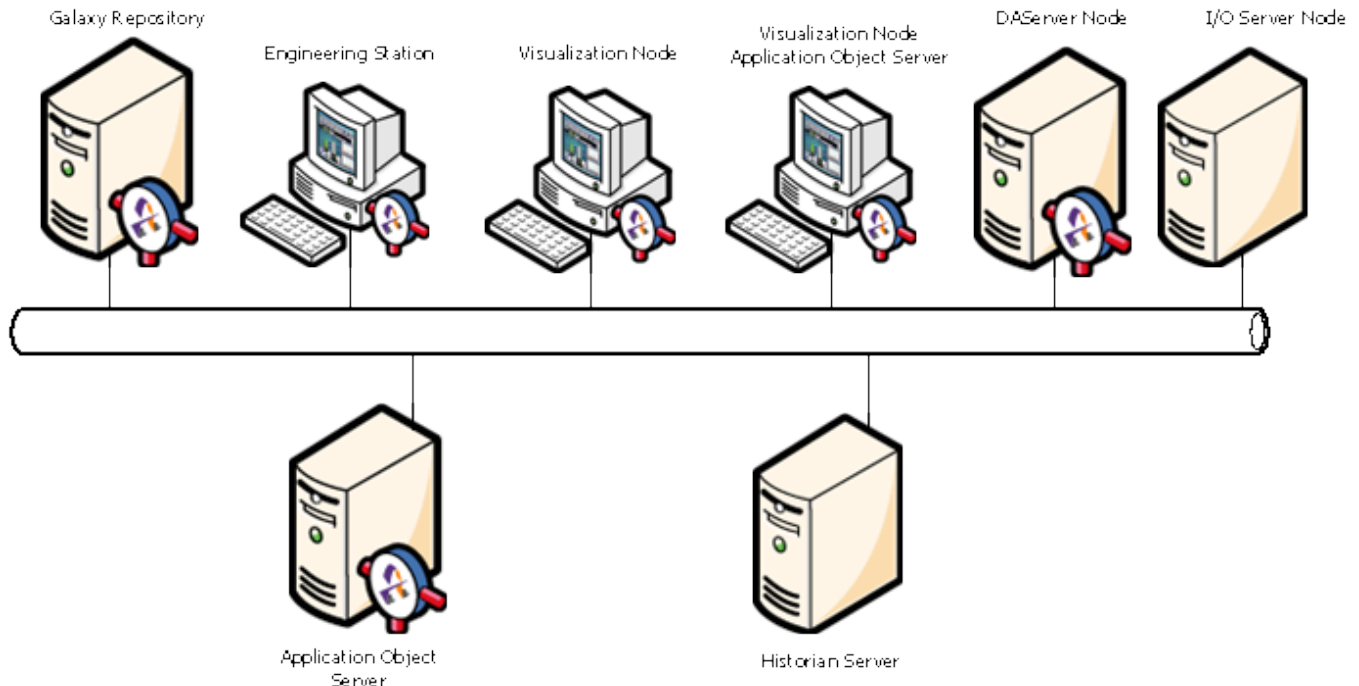 Galaxy Repository
Engineering Station
Visualization Node
Visualization Node
Application Object Server
DAServer Node
I/O Server Node
Application Object
Server
Historian Server